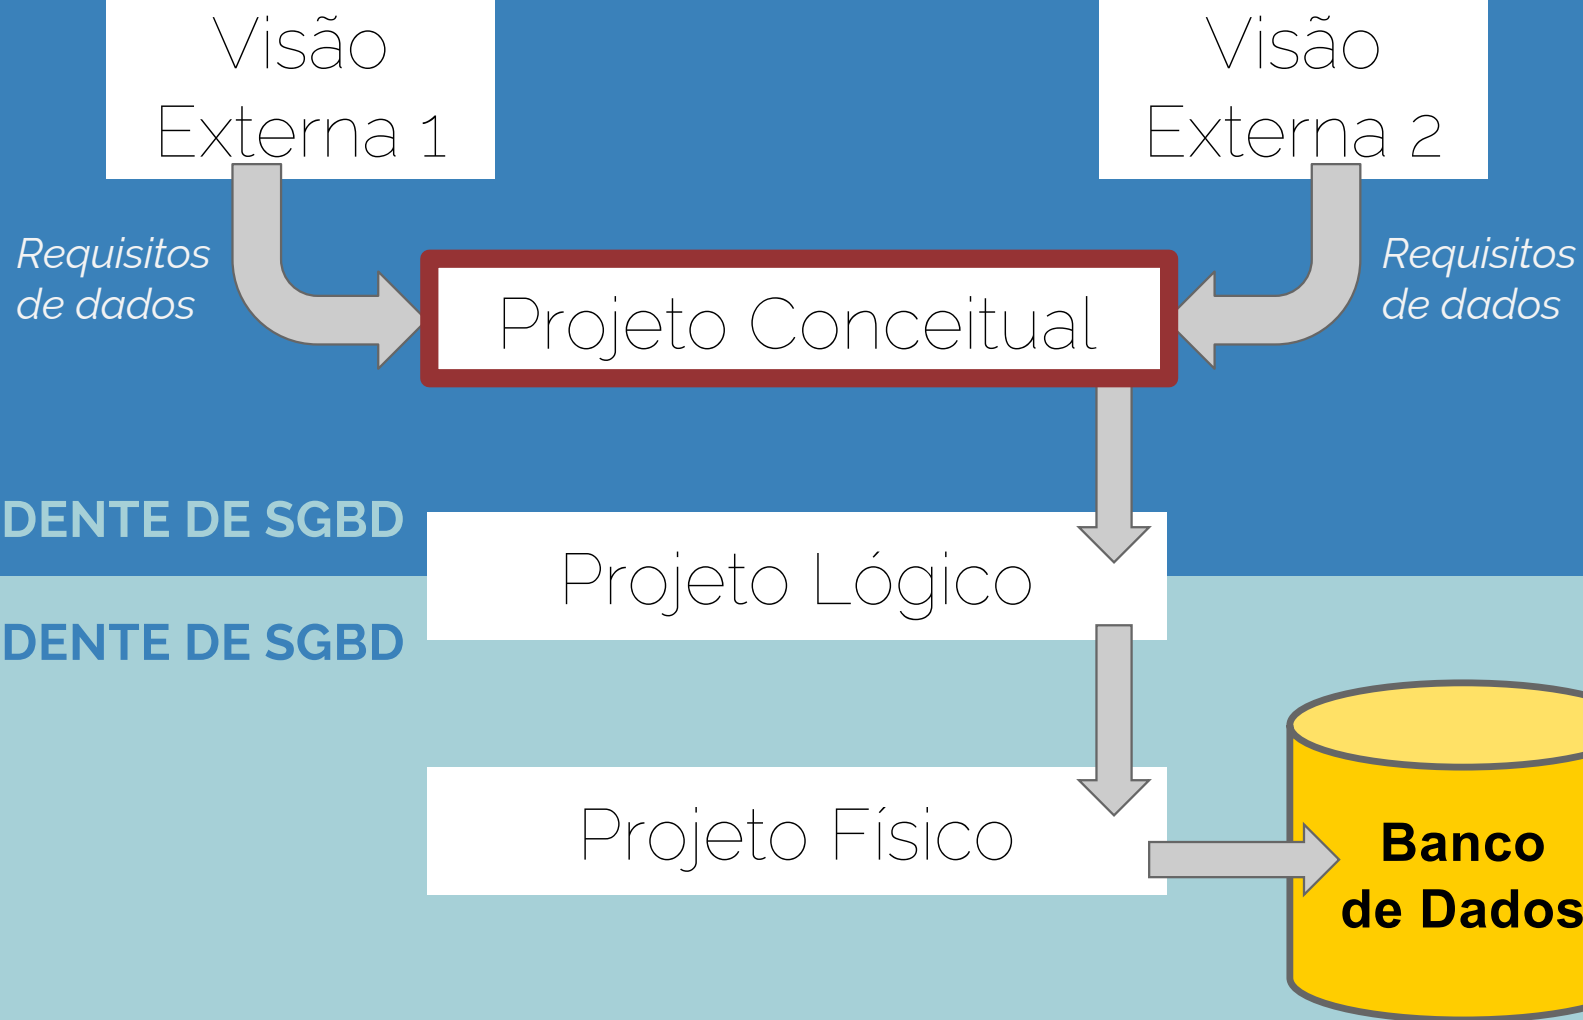 Visão
Externa 1
Visão
Externa 2
Requisitos
de dados
Requisitos
de dados
Projeto Conceitual
DENTE DE SGBD
Projeto Lógico
DENTE DE SGBD
Projeto Físico
Banco
de Dados